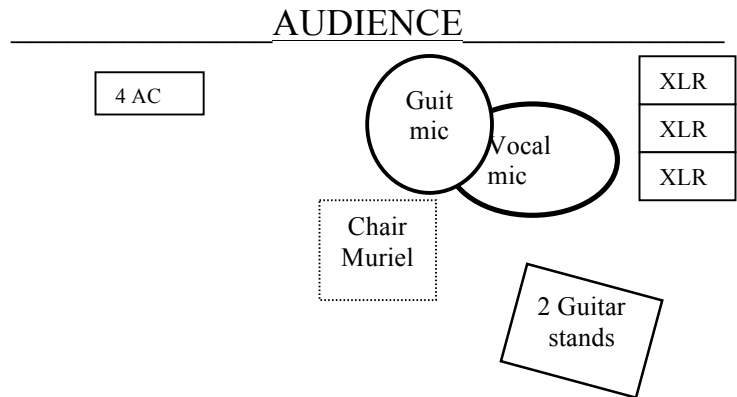 AUDIENCE
4 AC
Guit
mic
Vocal
mic
XLR
XLR
XLR
Chair
Muriel
2 Guitar
stands